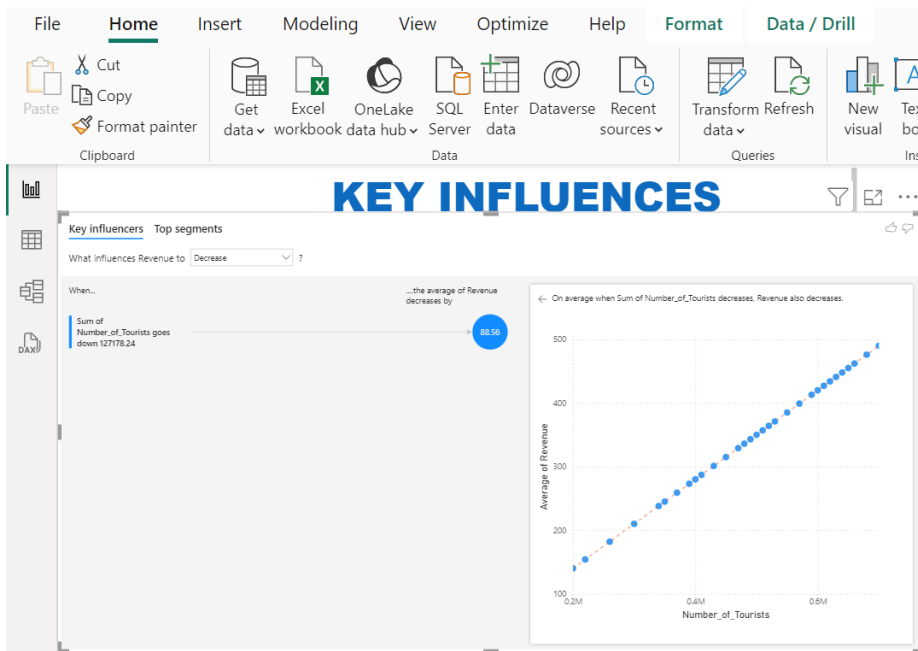 File Home Insert Modeling View Optimize Help Format Data / Drill
Paste
Cut
Copy
Format painter
Clipboard
Get data
Excel workbook
OneLake data hub
SQL Server
Enter data
Dataverse
Recent sources
Data
Transform data
Refresh
Queries
New visual
KEY INFLUENCES
Key influencers Top segments
What influences Revenue to Decrease ?
When...
....the average of Revenue
decreases by
Sum of
Number_of_Tourists goes
down 127178.24
88.56
On average when Sum of Number_of_Tourists decreases, Revenue also decreases.
500
400
300
200
100
Average of Revenue
0.2M 0.4M 0.6M
Number_of_Tourists
DAX